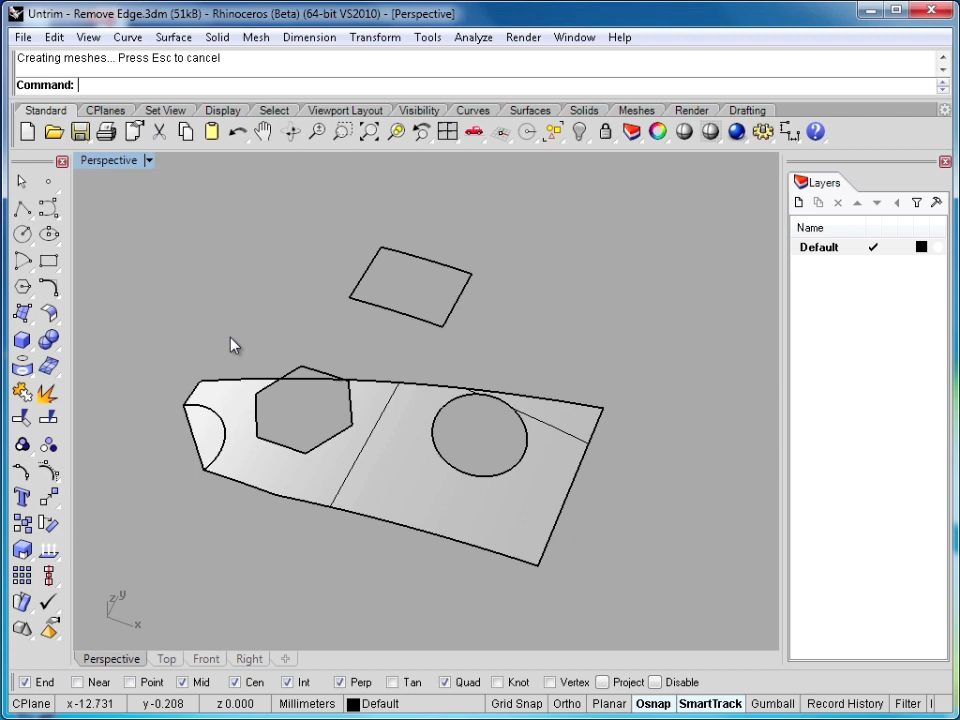 Untrim - Remove Edge.3dm (51kB) - Rhinoceros (Beta) (64-bit VS2010) - [Perspective]
File Edit View Curve Surface Solid Mesh Dimension Transform Tools Analyze Render Window Help
Creating meshes... Press Esc to cancel
Command:
Standard CPlanes Set View Display Select Viewport Layout Visibility Curves Surfaces Solids Meshes Render Drafting
Perspective
Layers
Name
Default
z y
x
Perspective Top Front Right
End Near Point Mid Cen Int Perp Tan Quad Knot Vertex Project Disable
CPlane x -12.731 y -0.208 z 0.000 Millimeters Default Grid Snap Ortho Planar Osnap SmartTrack Gumball Record History Filter